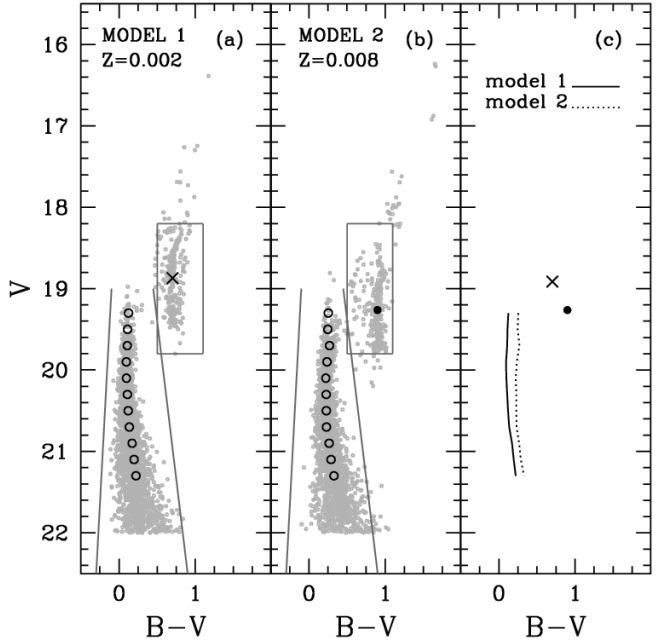 MODEL 1 (a)
Z=0.002
MODEL 2 (b)
Z=0.008
(c)
model 1
model 2
16
17
18
19
20
21
22
V
0 1
0 1
0 1
B−V
B−V
B−V